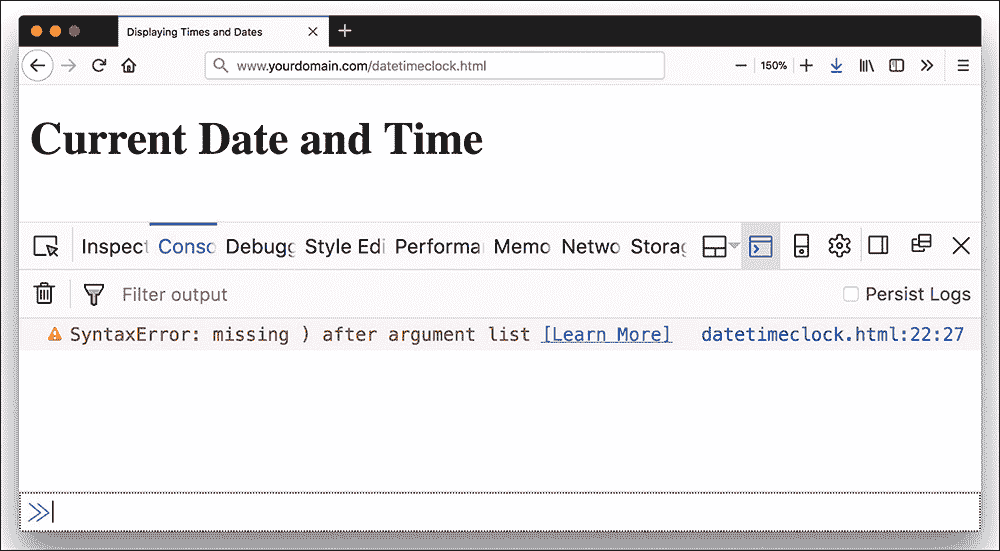 Displaying Times and Dates
www.yourdomain.com/datetimeclock.html
150%
Current Date and Time
Inspect Conso Debugg Style Edi Performa Memo Netwo Storag
Filter output
Persist Logs
SyntaxError: missing ) after argument list [Learn More] datetimeclock.html:22:27